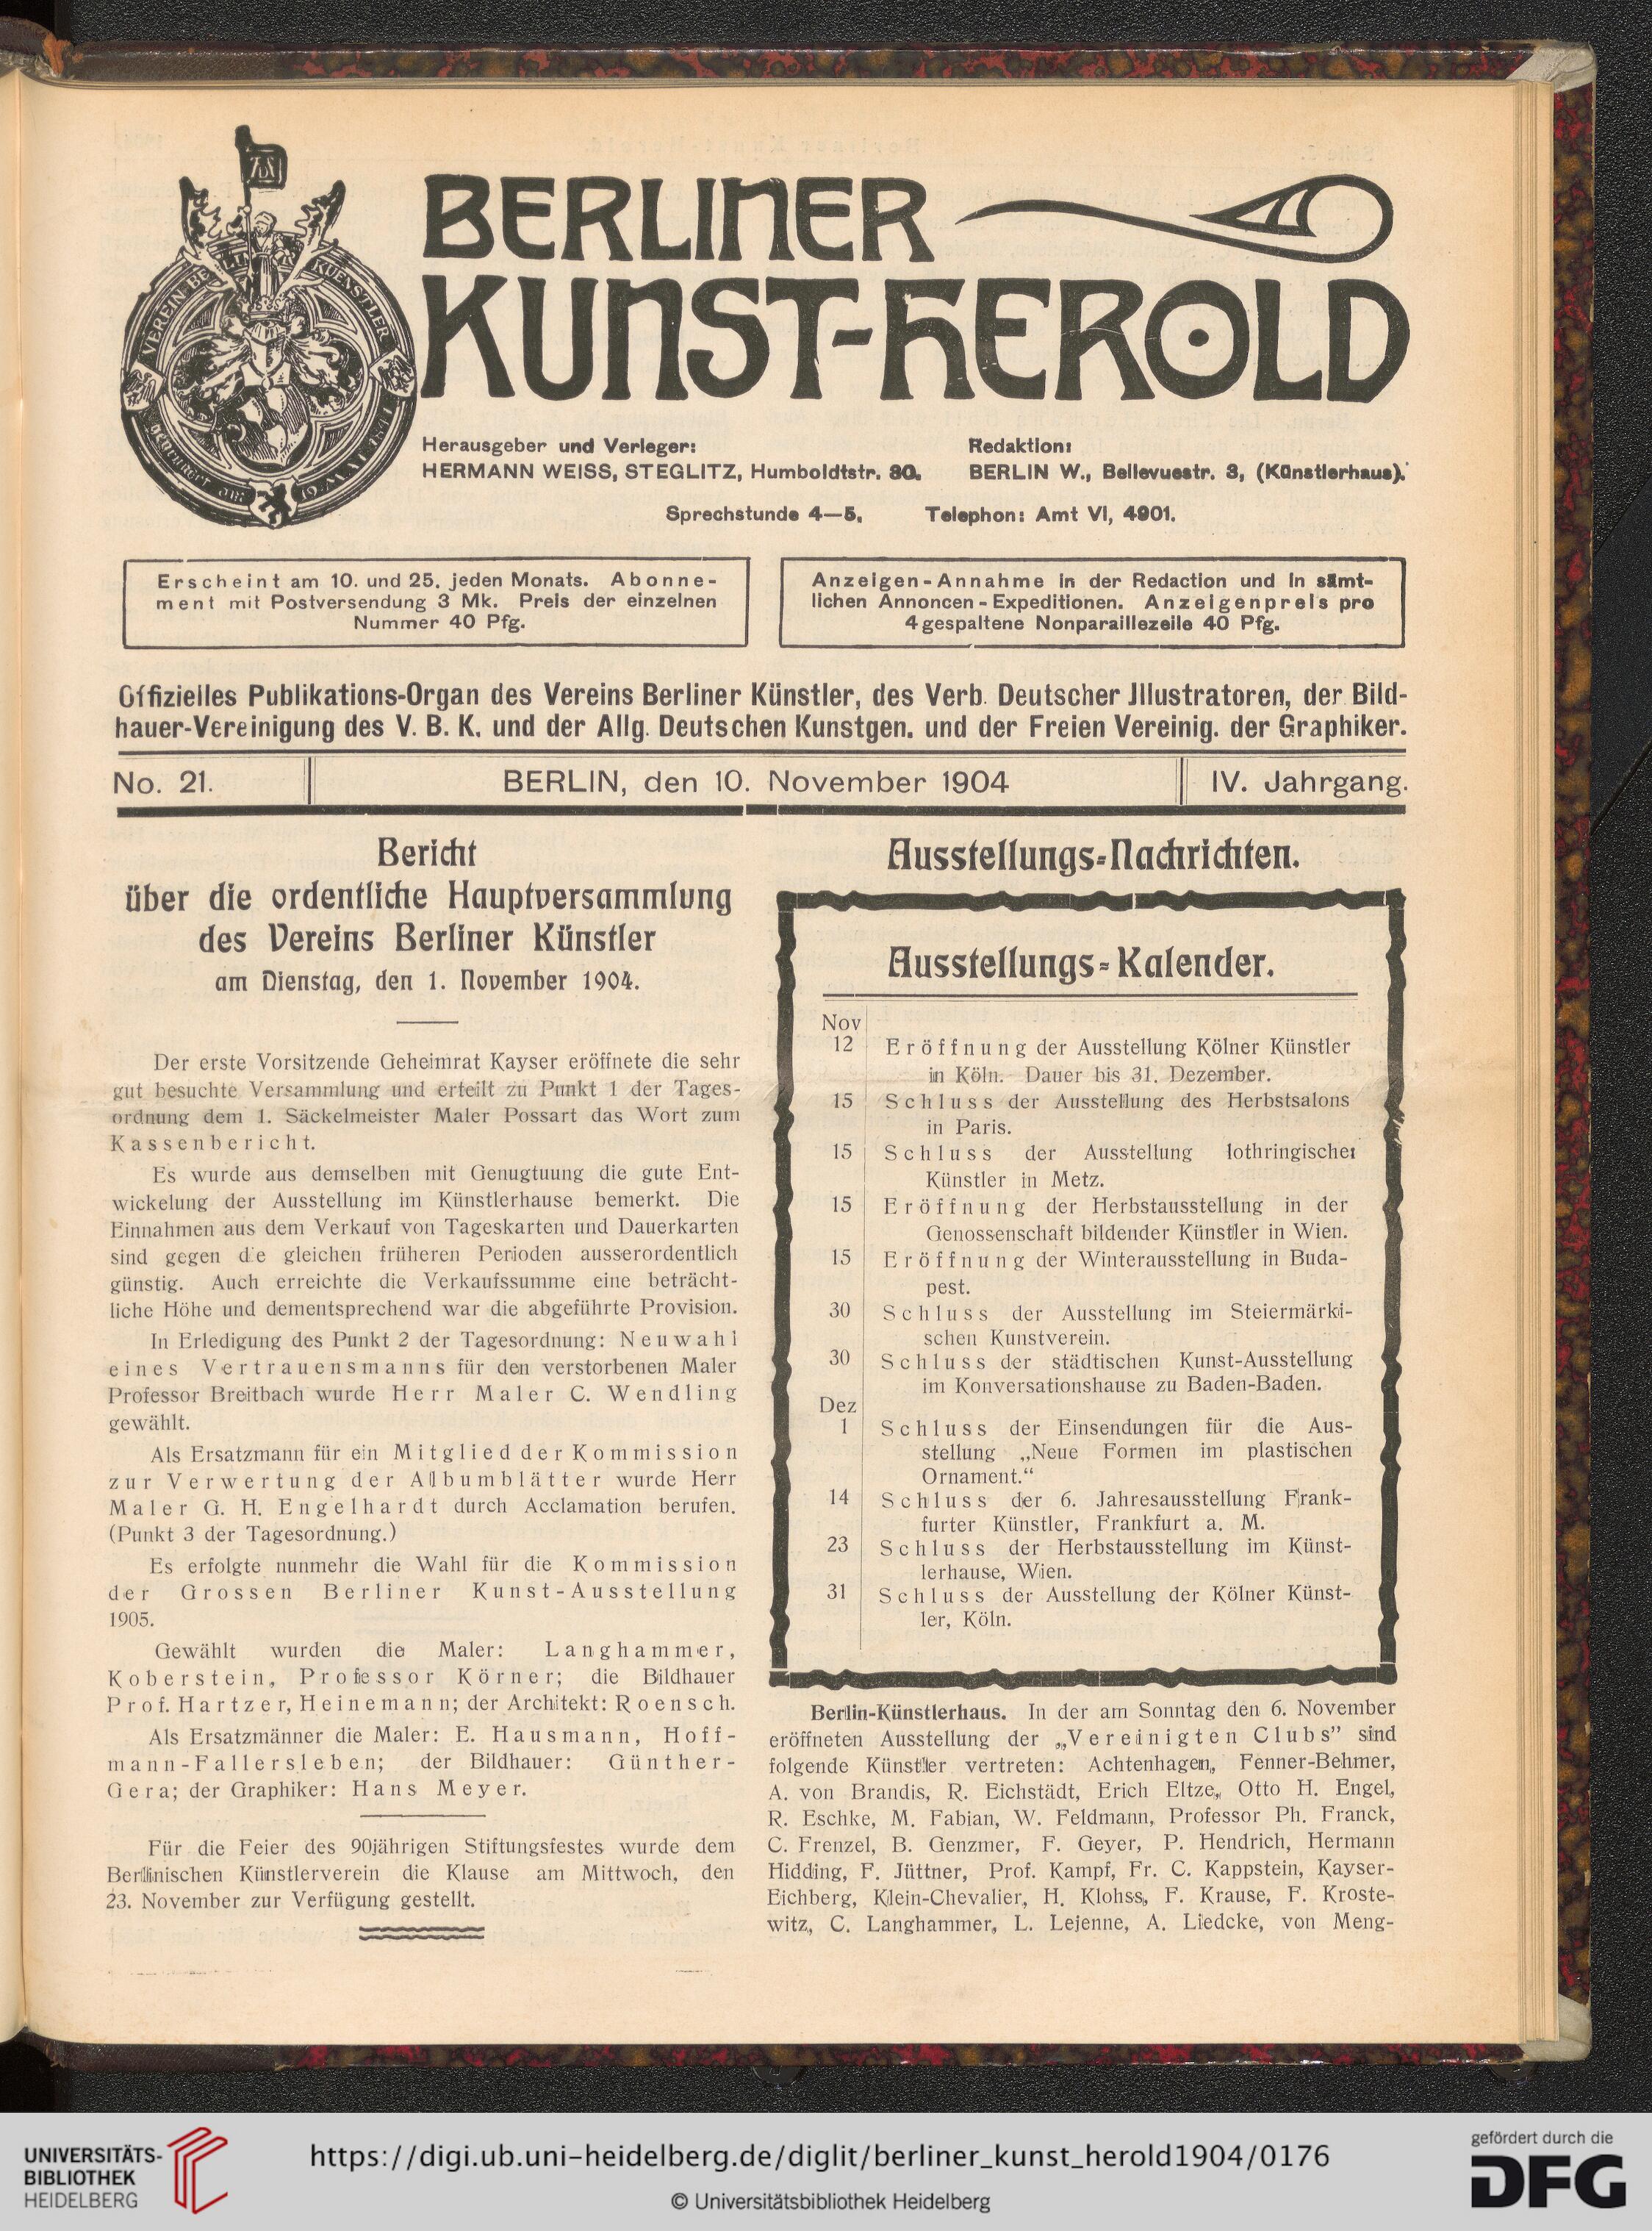 VEREIN BERLINER KUENSTLER
gegründet am 19. MAI 1841
BERLINER
KUNST-HEROLD
Herausgeber und Verleger:
HERMANN WEISS, STEGLITZ, Humboldtstr. 30.
Redaktion:
BERLIN W., Bellevuestr. 3, (Künstlerhaus).
Sprechstunde 4—5. Telephon: Amt VI, 4901.
Erscheint am 10. und 25. jeden Monats. Abonne-
ment mit Postversendung 3 Mk. Preis der einzelnen
Nummer 40 Pfg.
Anzeigen-Annahme in der Redaction und in sämt-
lichen Annoncen-Expeditionen. Anzeigenpreis pro
4 gespaltene Nonparaillezeile 40 Pfg.
Offizielles Publikations-Organ des Vereins Berliner Künstler, des Verb. Deutscher Jllustratoren, der Bild-
hauer-Vereinigung des V. B. K. und der Allg. Deutschen Kunstgen. und der Freien Vereinig. der Graphiker.
No. 21. BERLIN, den 10. November 1904 IV. Jahrgang.
Bericht
über die ordentliche Hauptversammlung
des Vereins Berliner Künstler
am Dienstag, den 1. November 1904.
Der erste Vorsitzende Geheimrat Kayser eröffnete die sehr
gut besuchte Versammlung und erteilt zu Punkt 1 der Tages-
ordnung dem 1. Säckelmeister Maler Possart das Wort zum
Kassenbericht.
Es wurde aus demselben mit Genugtuung die gute Ent-
wickelung der Ausstellung im Künstlerhause bemerkt. Die
Einnahmen aus dem Verkauf von Tageskarten und Dauerkarten
sind gegen die gleichen früheren Perioden ausserordentlich
günstig. Auch erreichte die Verkaufssumme eine beträcht-
liche Höhe und dementsprechend war die abgeführte Provision.
In Erledigung des Punkt 2 der Tagesordnung: Neuwahl
eines Vertrauensmanns für den verstorbenen Maler
Professor Breitbach wurde Herr Maler C. Wendling
gewählt.
Als Ersatzmann für ein Mitglied der Kommission
zur Verwertung der Albumblätter wurde Herr
Maler G. H. Engelhardt durch Acclamation berufen.
(Punkt 3 der Tagesordnung.)
Es erfolgte nunmehr die Wahl für die Kommission
der Grossen Berliner Kunst-Ausstellung
1905.
Gewählt wurden die Maler: Langhammer,
Koberstein, Professor Körner; die Bildhauer
Prof. Hartzer, Heinemann; der Architekt: Roensch.
Als Ersatzmänner die Maler: E. Hausmann, Hoff-
mann-Fallersleben; der Bildhauer: Günther-
Gera; der Graphiker: Hans Meyer.
Für die Feier des 90jährigen Stiftungsfestes wurde dem
Berlinischen Künstlerverein die Klause am Mittwoch, den
23. November zur Verfügung gestellt.
Ausstellungs-Nachrichten.
Ausstellungs-Kalender.
Nov
12 Eröffnung der Ausstellung Kölner Künstler
in Köln. Dauer bis 31. Dezember.
15 Schluss der Ausstellung des Herbstsalons
in Paris.
15 Schluss der Ausstellung lothringischer
Künstler in Metz.
15 Eröffnung der Herbstausstellung in der
Genossenschaft bildender Künstler in Wien.
15 Eröffnung der Winterausstellung in Buda-
pest.
30 Schluss der Ausstellung im Steiermärki-
schen Kunstverein.
30 Schluss der städtischen Kunst-Ausstellung
im Konversationshause zu Baden-Baden.
Dez
1 Schluss der Einsendungen für die Aus-
stellung „Neue Formen im plastischen
Ornament.“
14 Schluss der 6. Jahresausstellung Frank-
furter Künstler, Frankfurt a. M.
23 Schluss der Herbstausstellung im Künst-
lerhause, Wien.
31 Schluss der Ausstellung der Kölner Künst-
ler, Köln.
Berlin-Künstlerhaus. In der am Sonntag den 6. November
eröffneten Ausstellung der „Vereinigten Clubs” sind
folgende Künstler vertreten: Achtenhagen, Fenner-Behmer,
A. von Brandis, R. Eichstädt, Erich Eltze, Otto H. Engel,
R. Eschke, M. Fabian, W. Feldmann, Professor Ph. Franck,
C. Frenzel, B. Genzmer, F. Geyer, P. Hendrich, Hermann
Hidding, F. Jüttner, Prof. Kampf, Fr. C. Kappstein, Kayser-
Eichberg, Klein-Chevalier, H. Klohss, F. Krause, F. Kroste-
witz, C. Langhammer, L. Lejenne, A. Liedcke, von Meng-
UNIVERSITÄTS-
BIBLIOTHEK
HEIDELBERG
https://digi.ub.uni-heidelberg.de/diglit/berliner_kunst_herold1904/0176
© Universitätsbibliothek Heidelberg
gefördert durch die
DFG